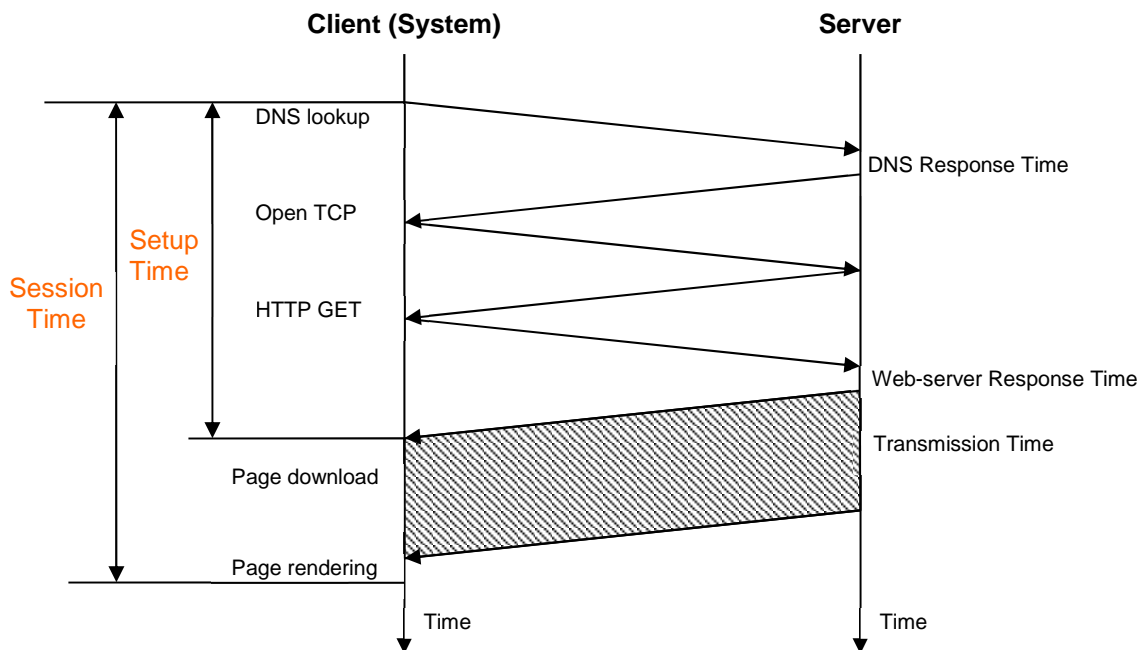 Client (System)
Server
DNS lookup
DNS Response Time
Open TCP
Setup
Time
Session
Time
HTTP GET
Web-server Response Time
Transmission Time
Page download
Page rendering
Time
Time